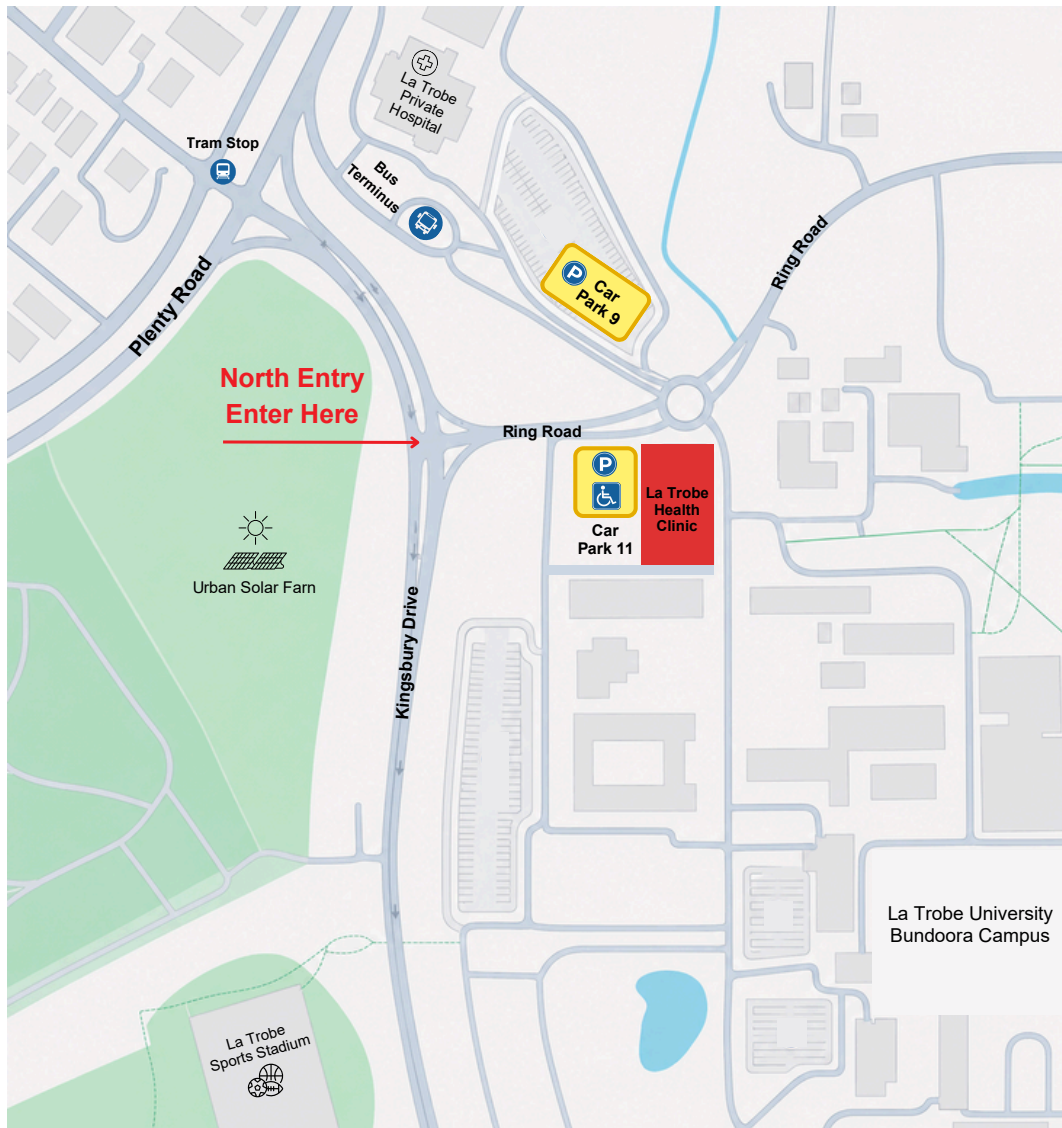 La Trobe
Private
Hospital
Tram Stop
Bus
Terminus
Plenty Road
P
Car
Park 9
Ring Road
North Entry
Enter Here
Ring Road
P
La Trobe
Health
Clinic
Car
Park 11
Urban Solar Farn
Kingsbury Drive
La Trobe University
Bundoora Campus
La Trobe
Sports Stadium